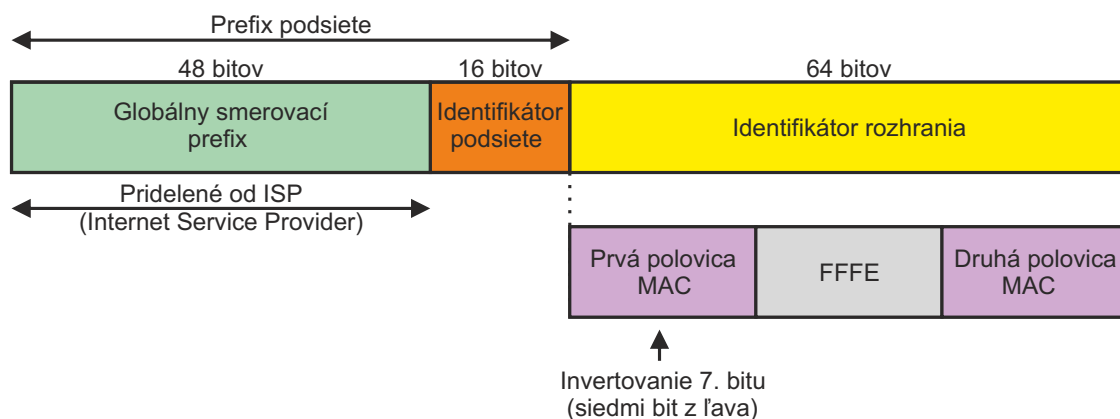 Prefix podsiete
48 bitov
16 bitov
64 bitov
Globálny smerovací
prefix
Identifikátor
podsiete
Identifikátor rozhrania
Pridelené od ISP
(Internet Service Provider)
Prvá polovica
MAC
FFFE
Druhá polovica
MAC
Invertovanie 7. bitu
(siedmi bit z ľava)